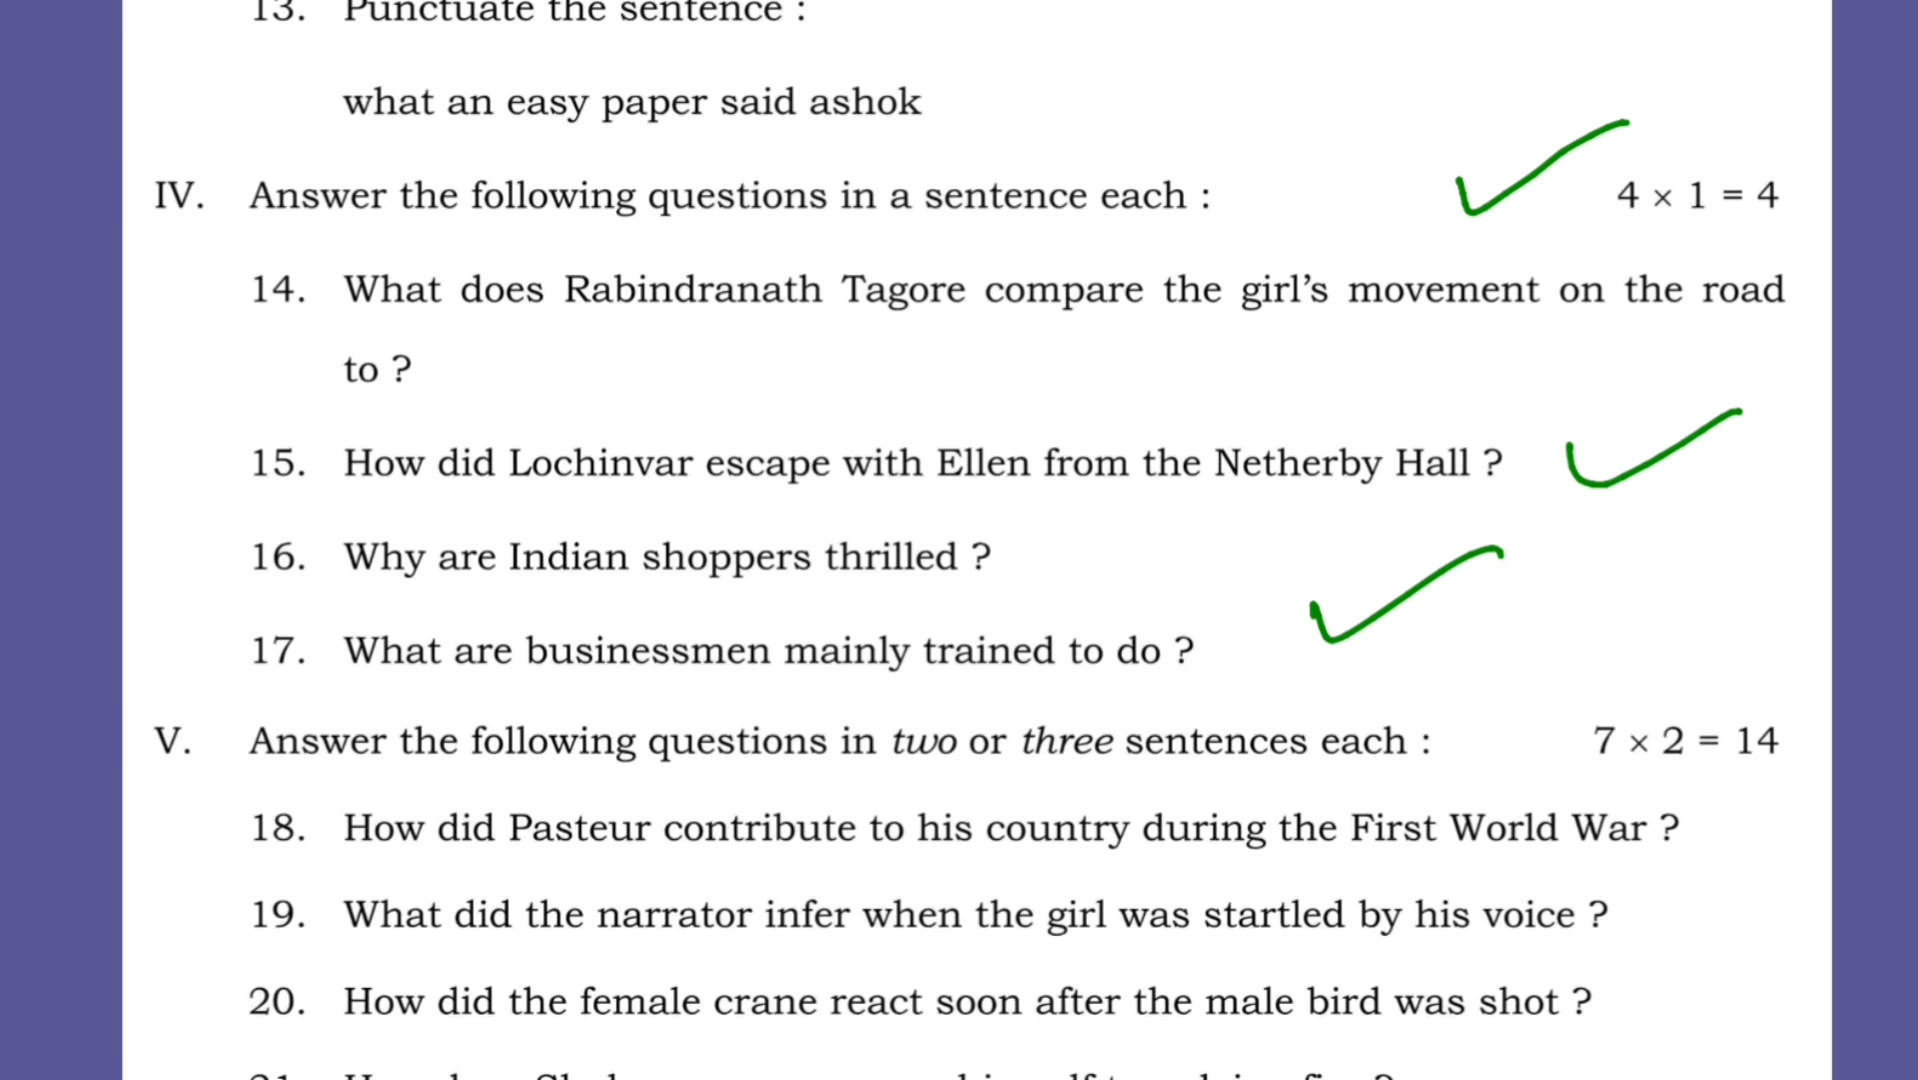 13. Punctuate the sentence :
what an easy paper said ashok
IV. Answer the following questions in a sentence each : 4 × 1 = 4
14. What does Rabindranath Tagore compare the girl’s movement on the road
to ?
15. How did Lochinvar escape with Ellen from the Netherby Hall ?
16. Why are Indian shoppers thrilled ?
17. What are businessmen mainly trained to do ?
V. Answer the following questions in two or three sentences each : 7 × 2 = 14
18. How did Pasteur contribute to his country during the First World War ?
19. What did the narrator infer when the girl was startled by his voice ?
20. How did the female crane react soon after the male bird was shot ?